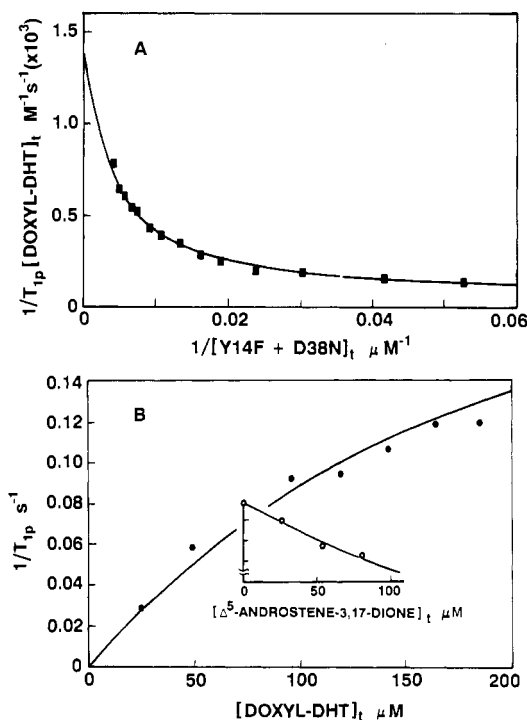 A
1.5
1.0
0.5
0
1/T₁ₚ [DOXYL-DHT]ₜ M⁻¹s⁻¹(x10³)
0 0.02 0.04 0.06
1/[Y14F + D38N]ₜ μM⁻¹
B
0.14
0.12
0.10
0.08
0.06
0.04
0.02
0
1/T₁ₚ s⁻¹
0 50 100
[Δ⁵-ANDROSTENE-3,17-DIONE]ₜ μM
0 50 100 150 200
[DOXYL-DHT]ₜ μM